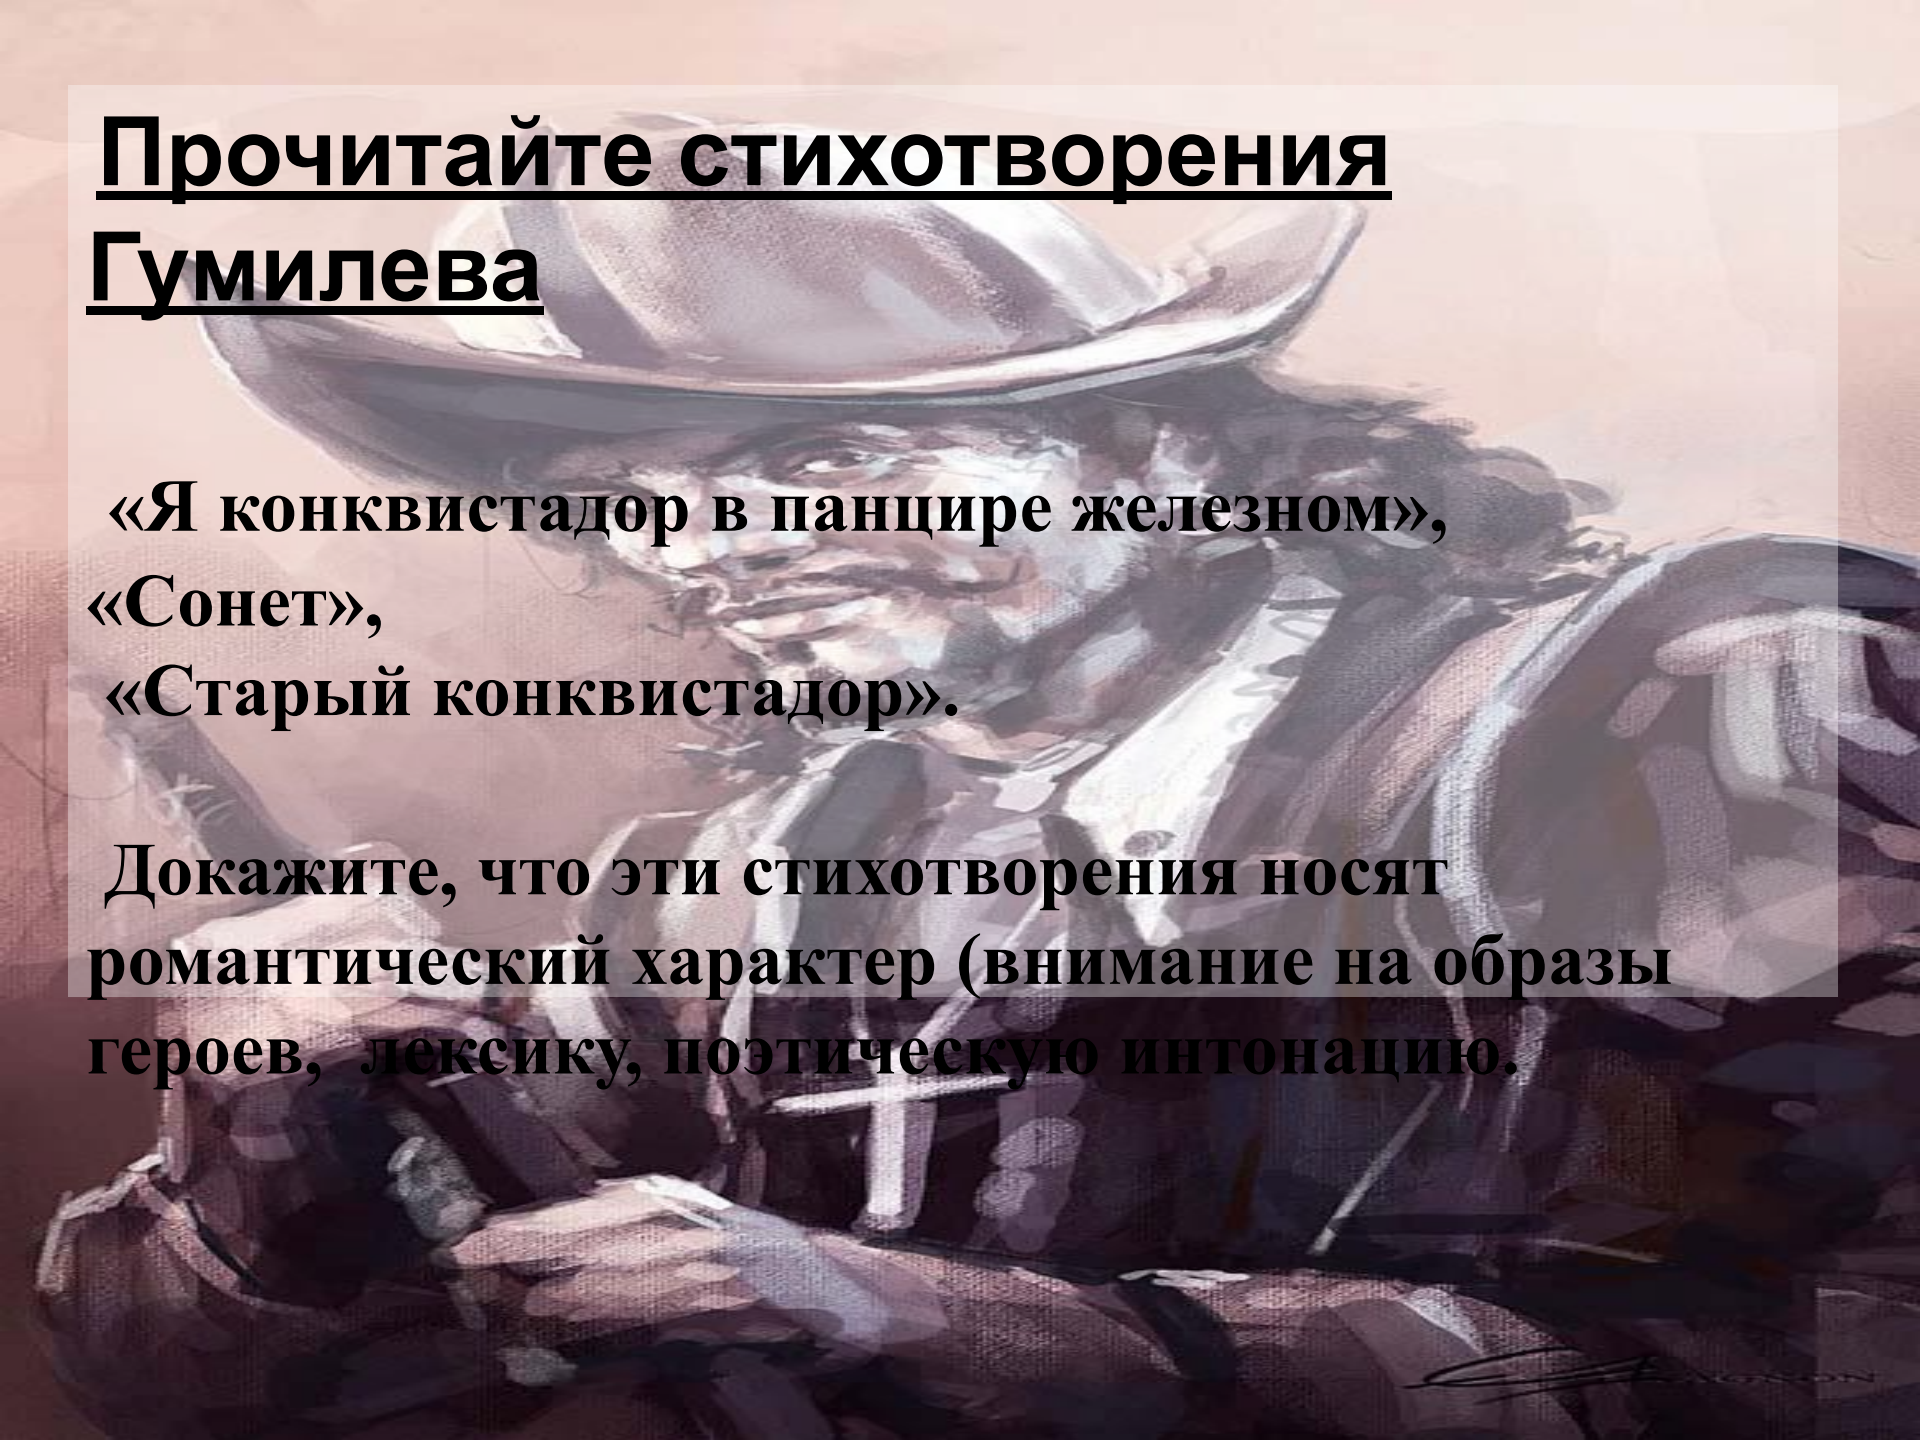 Прочитайте стихотворения
Гумилева
«Я конквистадор в панцире железном»,
«Сонет»,
«Старый конквистадор».
Докажите, что эти стихотворения носят
романтический характер (внимание на образы
героев, лексику, поэтическую интонацию.